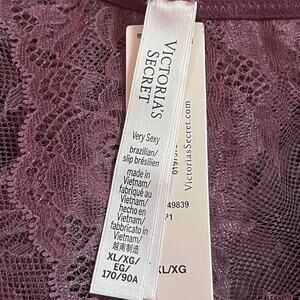 VICTORIA'S
SECRET
Very Sexy
brazilian/
slip brésilien
made in
Vietnam/
fabriqué au
Vietnam/
hecho en
Vietnam/
fabbricato in
Vietnam/
越南制造
XL/XG/
EG/
170/90A
VictoriasSecret.com
49839
XL/XG